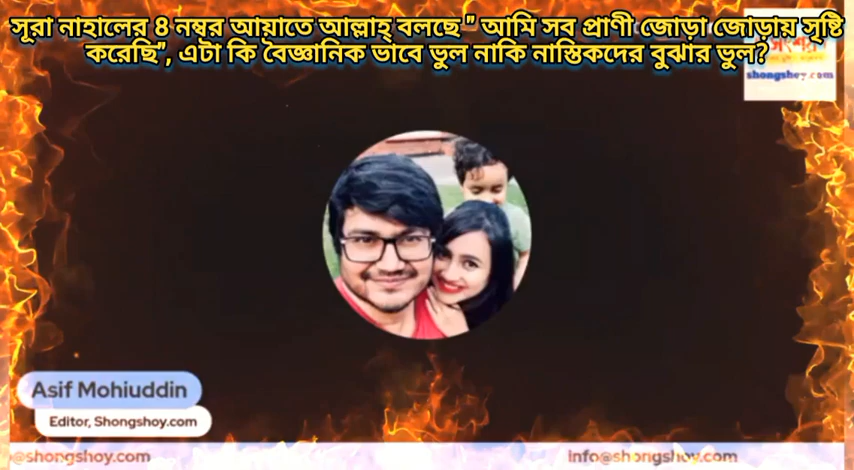 সূরা নাহালের 4 নম্বর আয়াতে আল্লাহ্ বলছে " আমি সব প্রাণী জোড়া জোড়ায় সৃষ্টি
করেছি", এটা কি বৈজ্ঞানিক ভাবে ভুল নাকি নাস্তিকদের বুঝার ভুল?
shongshoy.com
Asif Mohiuddin
Editor, Shongshoy.com
o@shongshoy.com
info@shongshoy.com